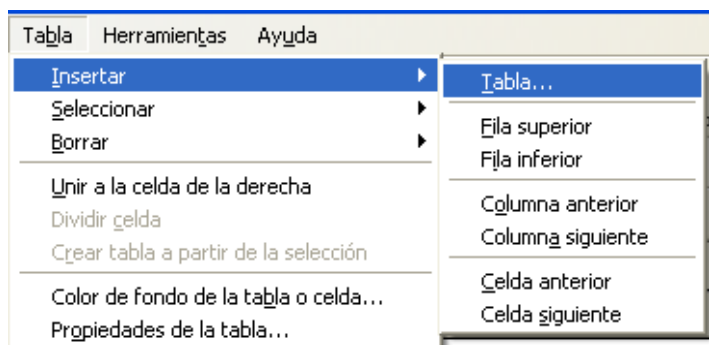 Tabla Herramientas Ayuda
Insertar
Seleccionar
Borrar
Unir a la celda de la derecha
Dividir celda
Crear tabla a partir de la selección
Color de fondo de la tabla o celda...
Propiedades de la tabla...
Tabla...
Fila superior
Fila inferior
Columna anterior
Columna siguiente
Celda anterior
Celda siguiente